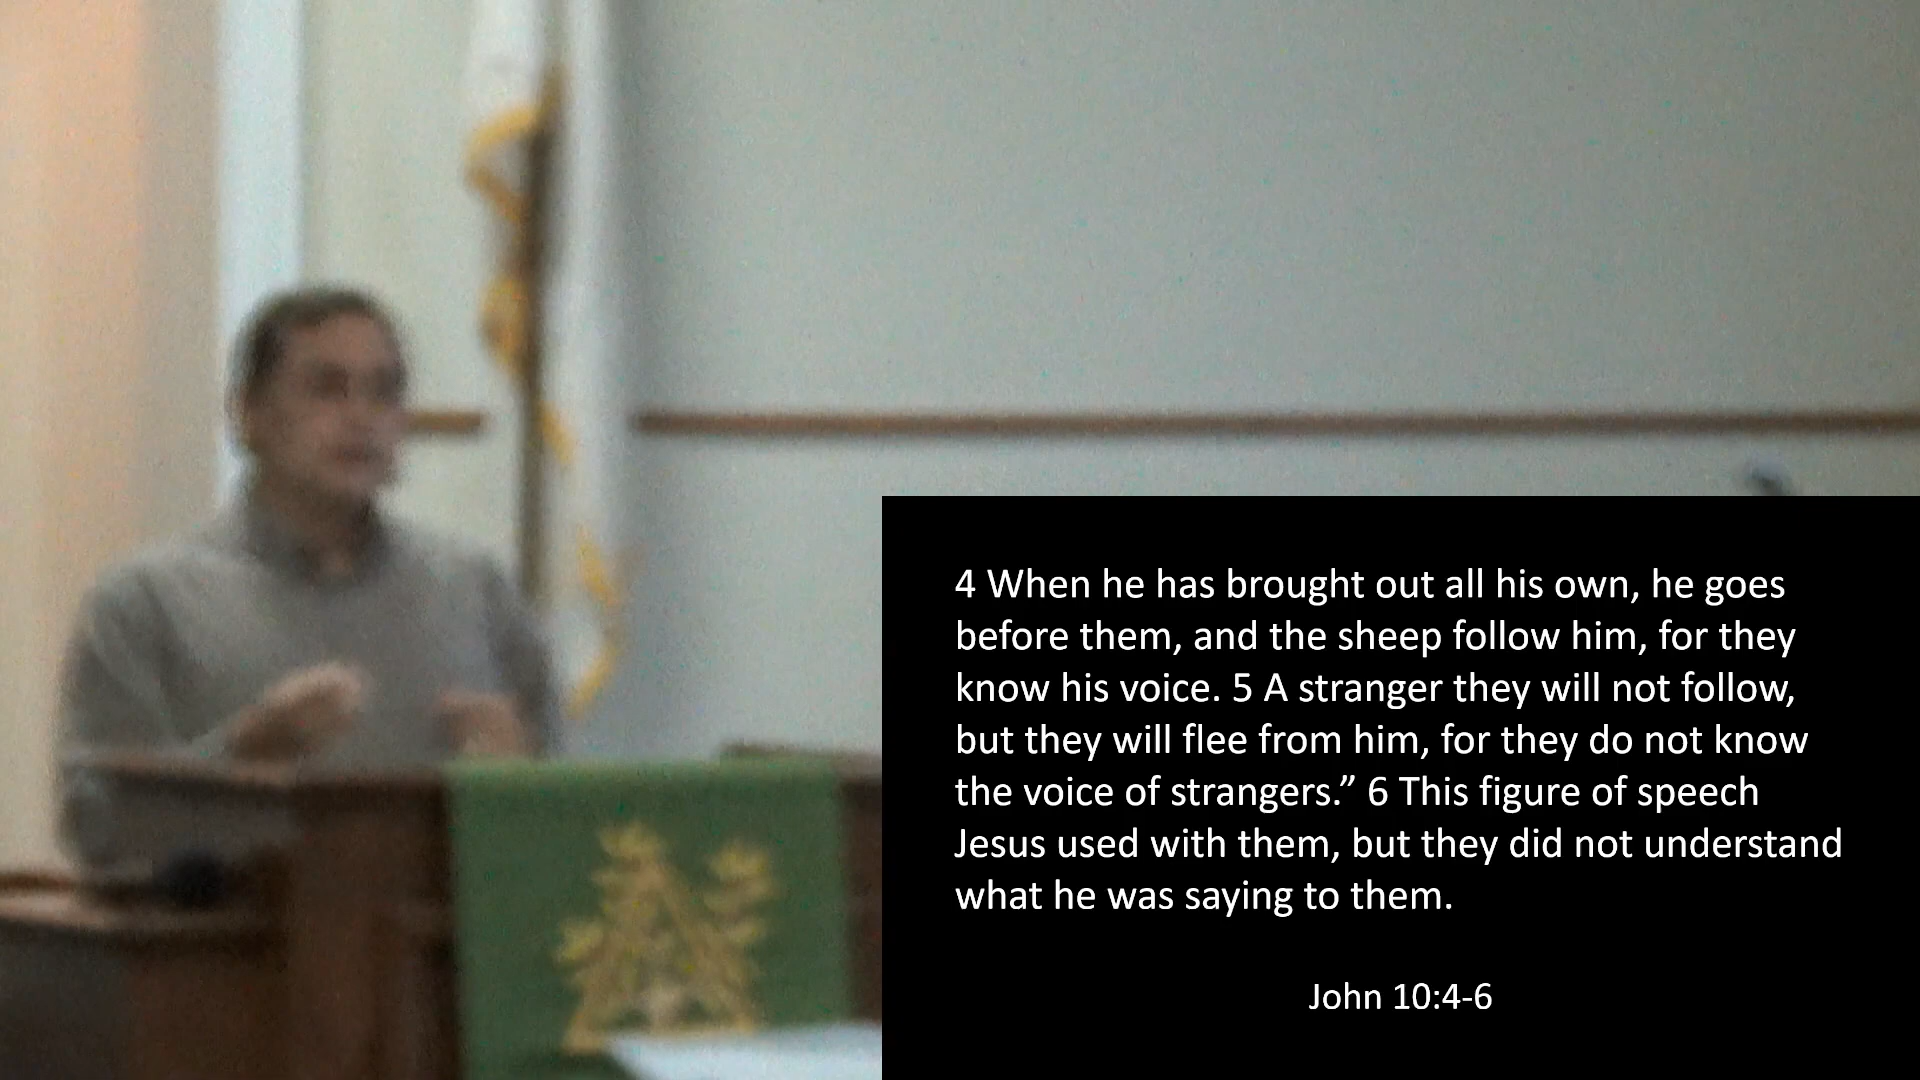 4 When he has brought out all his own, he goes
before them, and the sheep follow him, for they
know his voice. 5 A stranger they will not follow,
but they will flee from him, for they do not know
the voice of strangers.” 6 This figure of speech
Jesus used with them, but they did not understand
what he was saying to them.
John 10:4-6